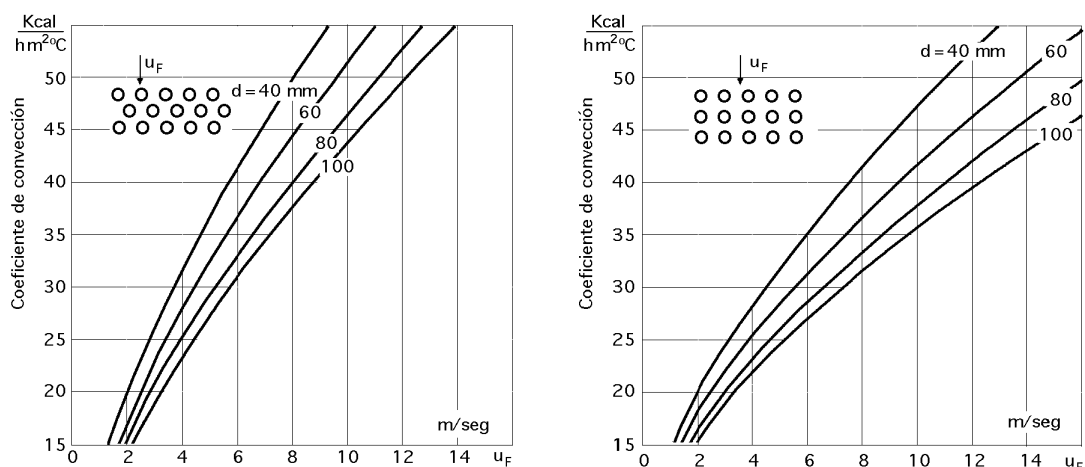 Kcal
hm²ºC
Coeficiente de convección
50
45
40
35
30
25
20
15
u_F
d = 40 mm
60
80
100
m/seg
0 2 4 6 8 10 12 14 u_F
Kcal
hm²ºC
Coeficiente de convección
50
45
40
35
30
25
20
15
u_F
d = 40 mm
60
80
100
m/seg
0 2 4 6 8 10 12 14 u_F